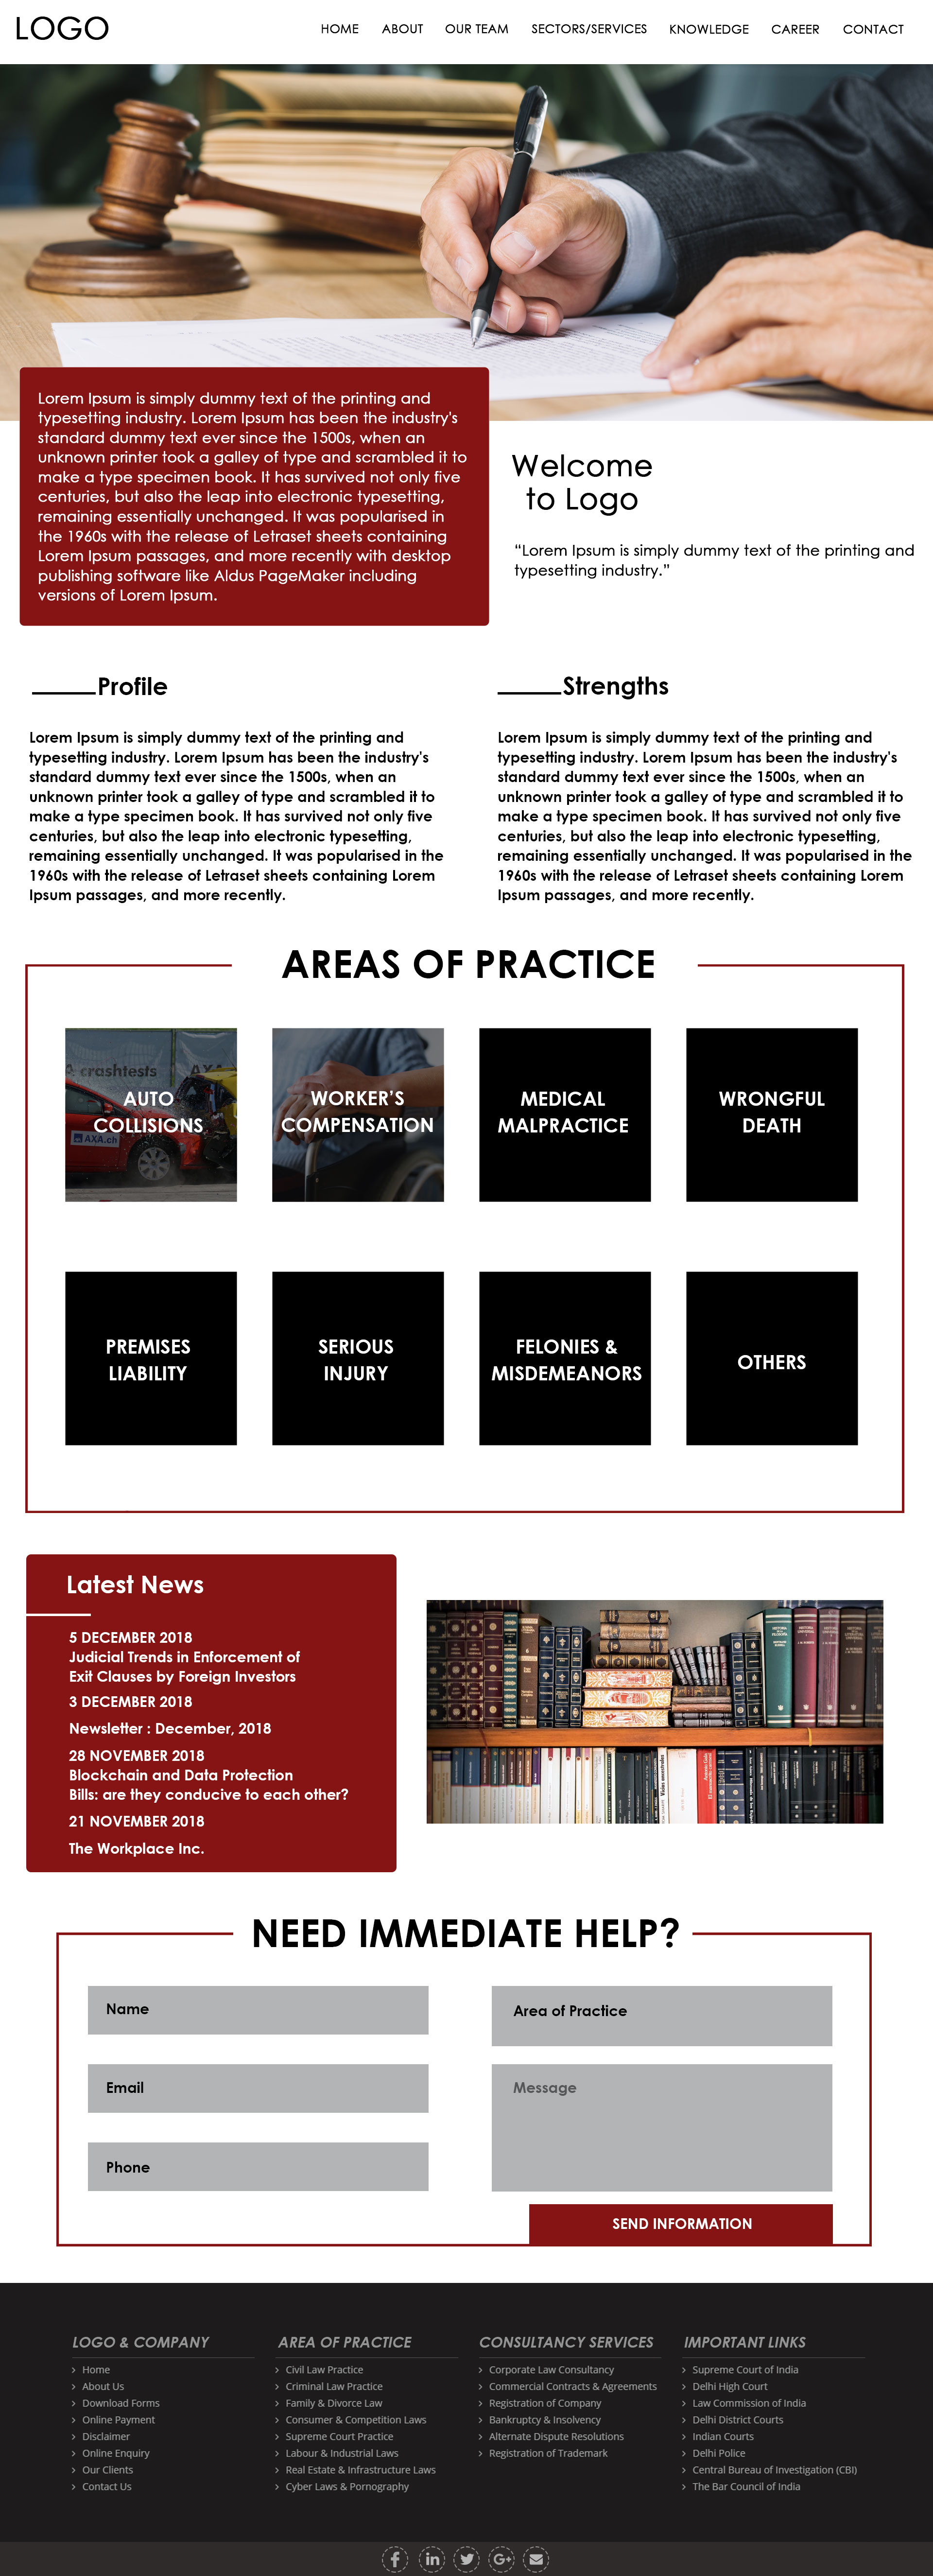 LOGO
HOME ABOUT OUR TEAM SECTORS/SERVICES KNOWLEDGE CAREER CONTACT
Lorem Ipsum is simply dummy text of the printing and
typesetting industry. Lorem Ipsum has been the industry's
standard dummy text ever since the 1500s, when an
unknown printer took a galley of type and scrambled it to
make a type specimen book. It has survived not only five
centuries, but also the leap into electronic typesetting,
remaining essentially unchanged. It was popularised in
the 1960s with the release of Letraset sheets containing
Lorem Ipsum passages, and more recently with desktop
publishing software like Aldus PageMaker including
versions of Lorem Ipsum.
Welcome
to Logo
“Lorem Ipsum is simply dummy text of the printing and
typesetting industry.”
Profile
Lorem Ipsum is simply dummy text of the printing and
typesetting industry. Lorem Ipsum has been the industry's
standard dummy text ever since the 1500s, when an
unknown printer took a galley of type and scrambled it to
make a type specimen book. It has survived not only five
centuries, but also the leap into electronic typesetting,
remaining essentially unchanged. It was popularised in the
1960s with the release of Letraset sheets containing Lorem
Ipsum passages, and more recently.
Strengths
Lorem Ipsum is simply dummy text of the printing and
typesetting industry. Lorem Ipsum has been the industry's
standard dummy text ever since the 1500s, when an
unknown printer took a galley of type and scrambled it to
make a type specimen book. It has survived not only five
centuries, but also the leap into electronic typesetting,
remaining essentially unchanged. It was popularised in the
1960s with the release of Letraset sheets containing Lorem
Ipsum passages, and more recently.
AREAS OF PRACTICE
crashtests
AXA.ch
AUTO
COLLISIONS
WORKER’S
COMPENSATION
MEDICAL
MALPRACTICE
WRONGFUL
DEATH
PREMISES
LIABILITY
SERIOUS
INJURY
FELONIES &
MISDEMEANORS
OTHERS
Latest News
5 DECEMBER 2018
Judicial Trends in Enforcement of
Exit Clauses by Foreign Investors
3 DECEMBER 2018
Newsletter : December, 2018
28 NOVEMBER 2018
Blockchain and Data Protection
Bills: are they conducive to each other?
21 NOVEMBER 2018
The Workplace Inc.
NEED IMMEDIATE HELP?
Name
Email
Phone
Area of Practice
Message
SEND INFORMATION
LOGO & COMPANY
Home
About Us
Download Forms
Online Payment
Disclaimer
Online Enquiry
Our Clients
Contact Us
AREA OF PRACTICE
Civil Law Practice
Criminal Law Practice
Family & Divorce Law
Consumer & Competition Laws
Supreme Court Practice
Labour & Industrial Laws
Real Estate & Infrastructure Laws
Cyber Laws & Pornography
CONSULTANCY SERVICES
Corporate Law Consultancy
Commercial Contracts & Agreements
Registration of Company
Bankruptcy & Insolvency
Alternate Dispute Resolutions
Registration of Trademark
IMPORTANT LINKS
Supreme Court of India
Delhi High Court
Law Commission of India
Delhi District Courts
Indian Courts
Delhi Police
Central Bureau of Investigation (CBI)
The Bar Council of India